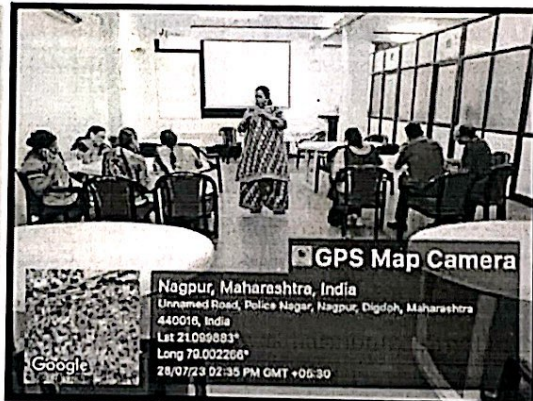 GPS Map Camera
Nagpur, Maharashtra, India
Unnamed Road, Police Nagar, Nagpur, Digdoh, Maharashtra
440016, India
Lat 21.099883°
Long 79.002266°
28/07/23 02:35 PM GMT +05:30
Google